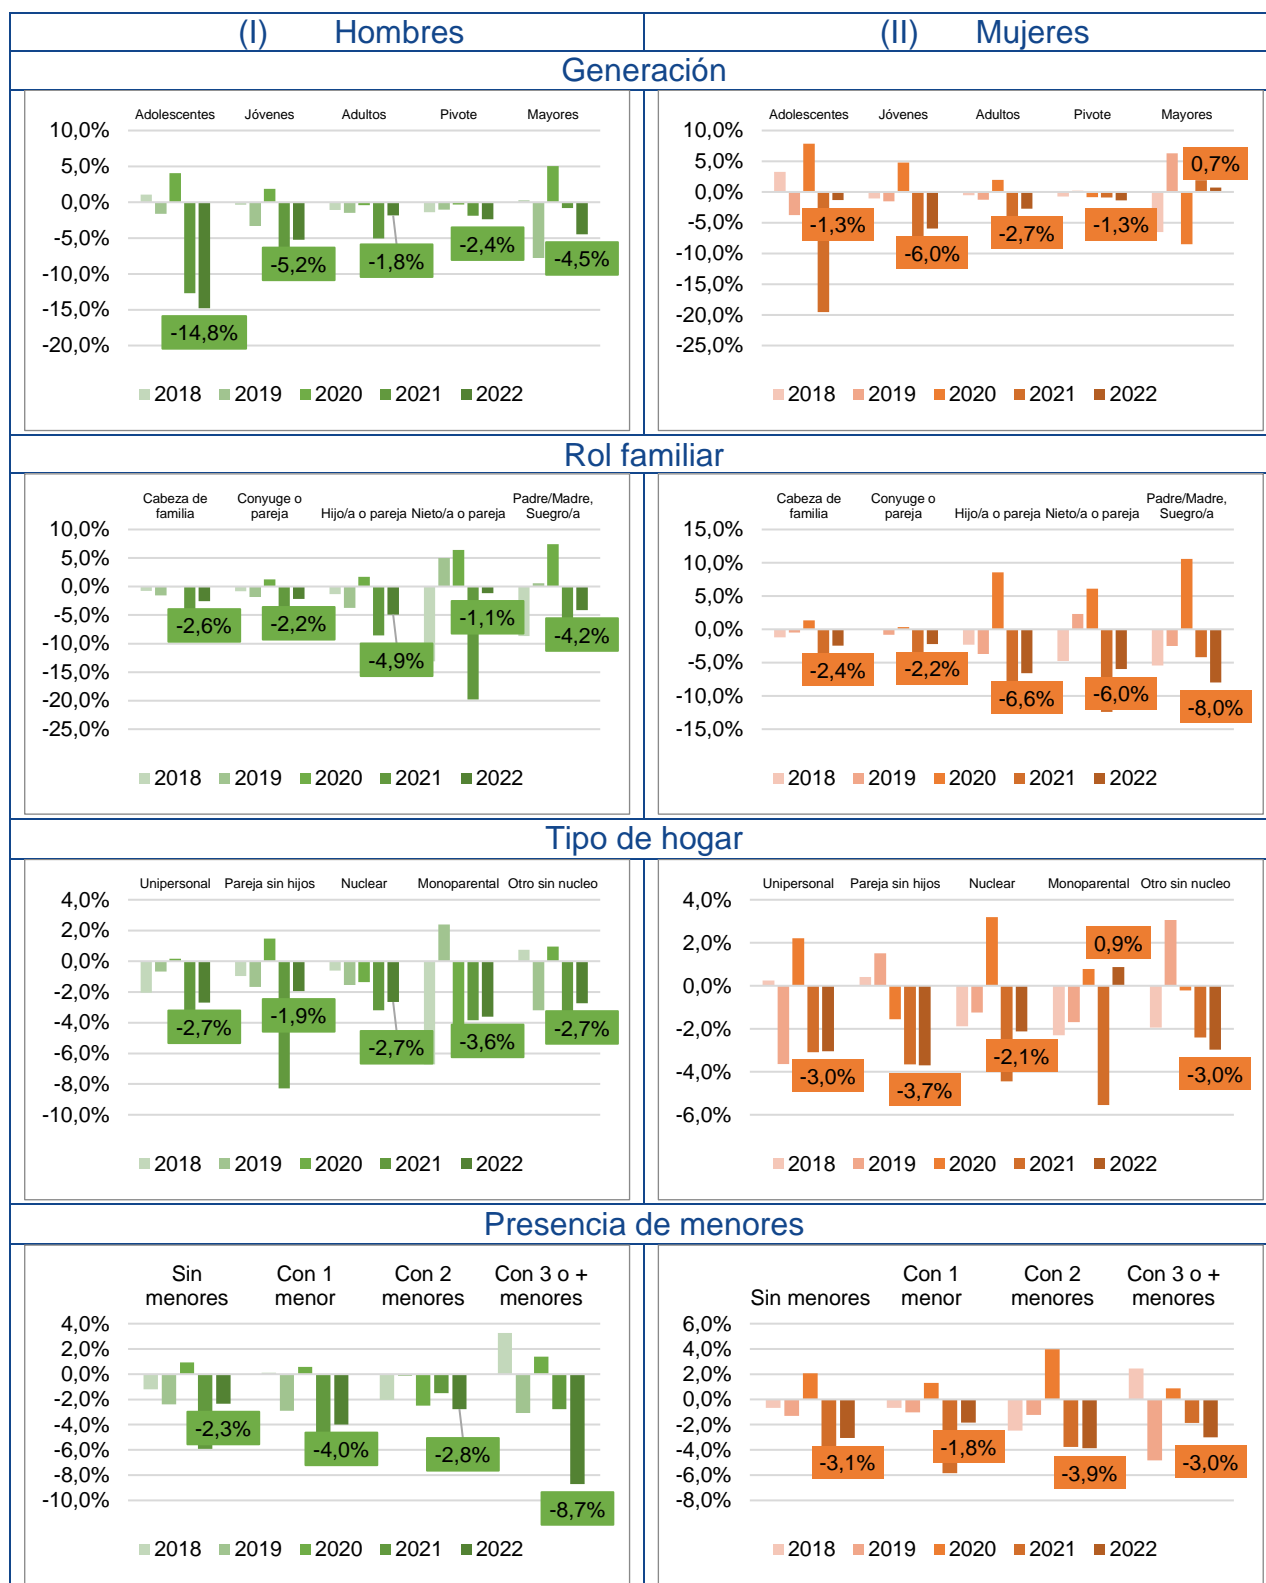 (I) Hombres
(II) Mujeres
Generación
Adolescentes Jóvenes Adultos Pivote Mayores
10,0%
5,0%
0,0%
-5,0%
-10,0%
-15,0%
-20,0%
-14,8%
-5,2%
-1,8%
-2,4%
-4,5%
2018 2019 2020 2021 2022
Adolescentes Jóvenes Adultos Pivote Mayores
10,0%
5,0%
0,0%
-5,0%
-10,0%
-15,0%
-20,0%
-25,0%
-1,3%
-6,0%
-2,7%
-1,3%
0,7%
2018 2019 2020 2021 2022
Rol familiar
Cabeza de familia
Conyuge o pareja
Hijo/a o pareja
Nieto/a o pareja
Padre/Madre, Suegro/a
10,0%
5,0%
0,0%
-5,0%
-10,0%
-15,0%
-20,0%
-25,0%
-2,6%
-2,2%
-4,9%
-1,1%
-4,2%
2018 2019 2020 2021 2022
Cabeza de familia
Conyuge o pareja
Hijo/a o pareja
Nieto/a o pareja
Padre/Madre, Suegro/a
15,0%
10,0%
5,0%
0,0%
-5,0%
-10,0%
-15,0%
-2,4%
-2,2%
-6,6%
-6,0%
-8,0%
2018 2019 2020 2021 2022
Tipo de hogar
Unipersonal Pareja sin hijos Nuclear Monoparental Otro sin nucleo
4,0%
2,0%
0,0%
-2,0%
-4,0%
-6,0%
-8,0%
-10,0%
-2,7%
-1,9%
-2,7%
-3,6%
-2,7%
2018 2019 2020 2021 2022
Unipersonal Pareja sin hijos Nuclear Monoparental Otro sin nucleo
4,0%
2,0%
0,0%
-2,0%
-4,0%
-6,0%
-3,0%
-3,7%
-2,1%
0,9%
-3,0%
2018 2019 2020 2021 2022
Presencia de menores
Sin menores
Con 1 menor
Con 2 menores
Con 3 o + menores
4,0%
2,0%
0,0%
-2,0%
-4,0%
-6,0%
-8,0%
-10,0%
-2,3%
-4,0%
-2,8%
-8,7%
2018 2019 2020 2021 2022
Sin menores
Con 1 menor
Con 2 menores
Con 3 o + menores
6,0%
4,0%
2,0%
0,0%
-2,0%
-4,0%
-6,0%
-8,0%
-3,1%
-1,8%
-3,9%
-3,0%
2018 2019 2020 2021 2022